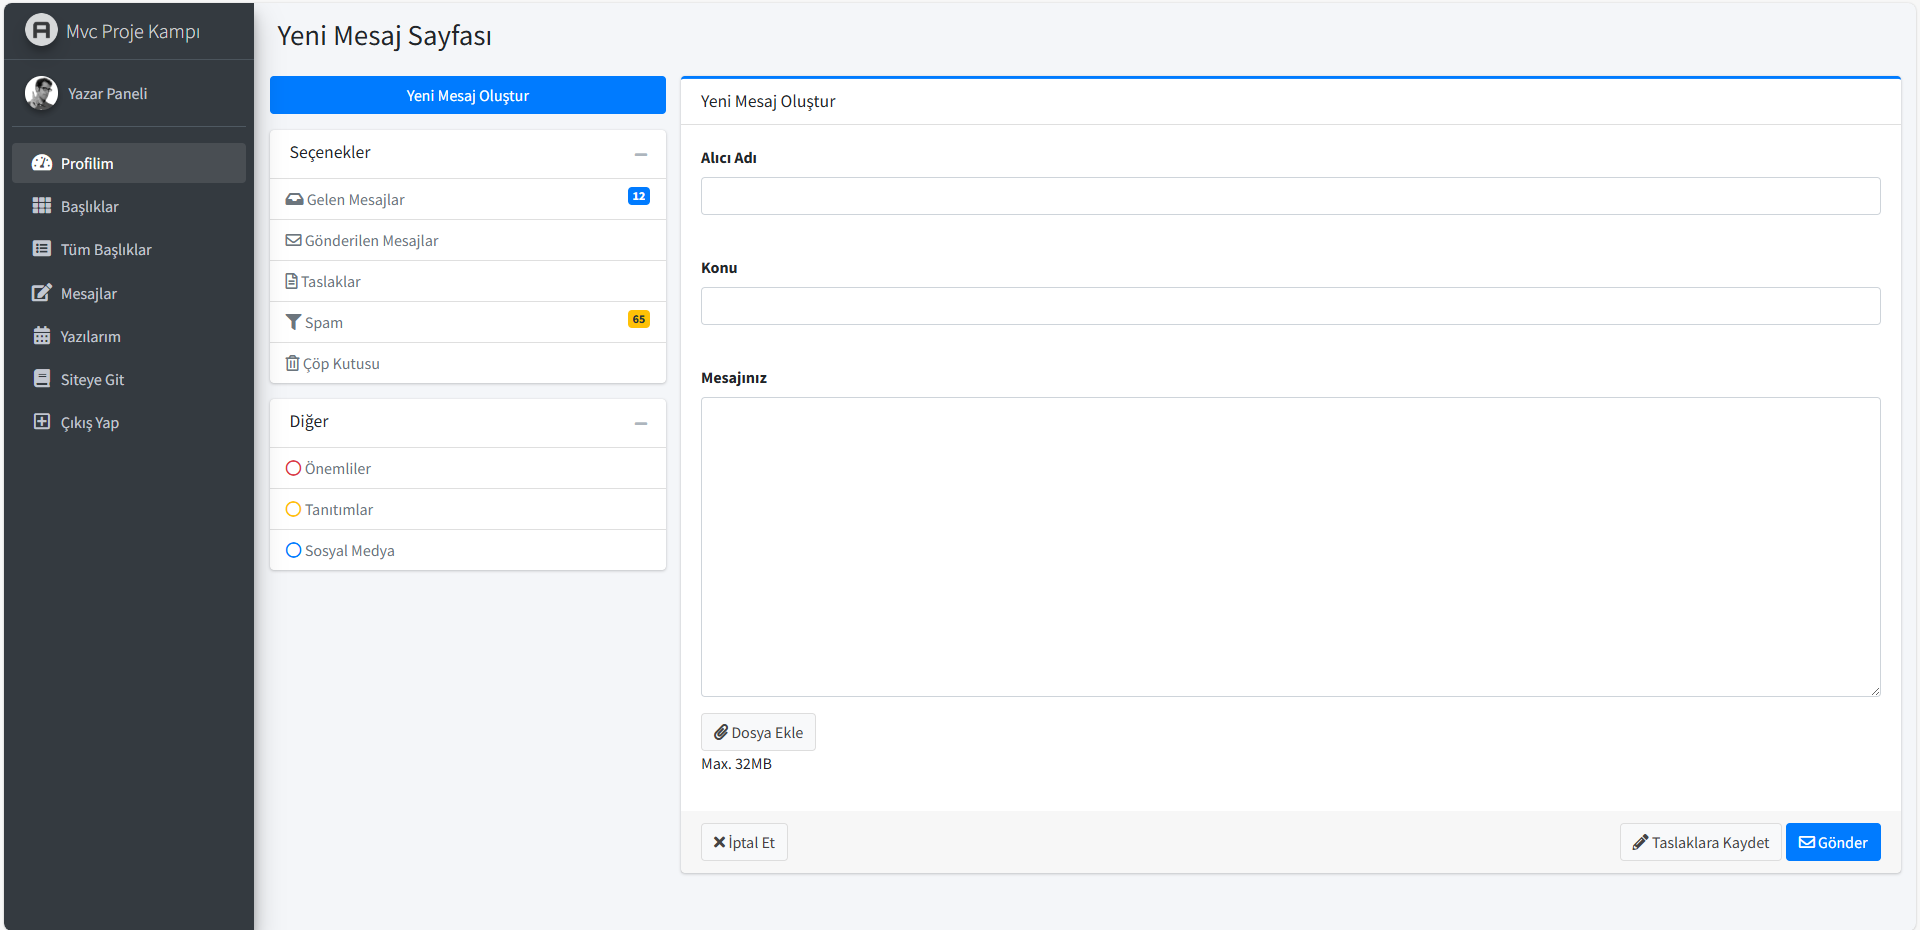 Mvc Proje Kampı
Yazar Paneli
Profilim
Başlıklar
Tüm Başlıklar
Mesajlar
Yazılarım
Siteye Git
Çıkış Yap
Yeni Mesaj Sayfası
Yeni Mesaj Oluştur
Seçenekler
Gelen Mesajlar 12
Gönderilen Mesajlar
Taslaklar
Spam 65
Çöp Kutusu
Diğer
Önemliler
Tanıtımlar
Sosyal Medya
Yeni Mesaj Oluştur
Alıcı Adı
Konu
Mesajınız
Dosya Ekle
Max. 32MB
İptal Et
Taslaklara Kaydet
Gönder